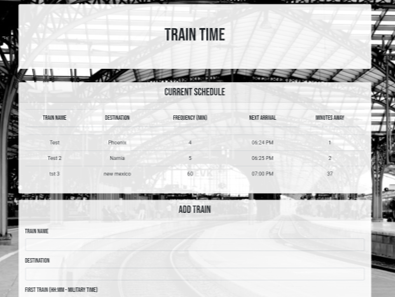 TRAIN TIME
CURRENT SCHEDULE
TRAIN NAME DESTINATION FREQUENCY (MIN) NEXT ARRIVAL MINUTES AWAY
Test Phoenix 4 06:24 PM 1
Test 2 Narnia 5 06:25 PM 2
tst 3 new mexico 60 07:00 PM 37
ADD TRAIN
TRAIN NAME
DESTINATION
FIRST TRAIN (HH:MM - MILITARY TIME)